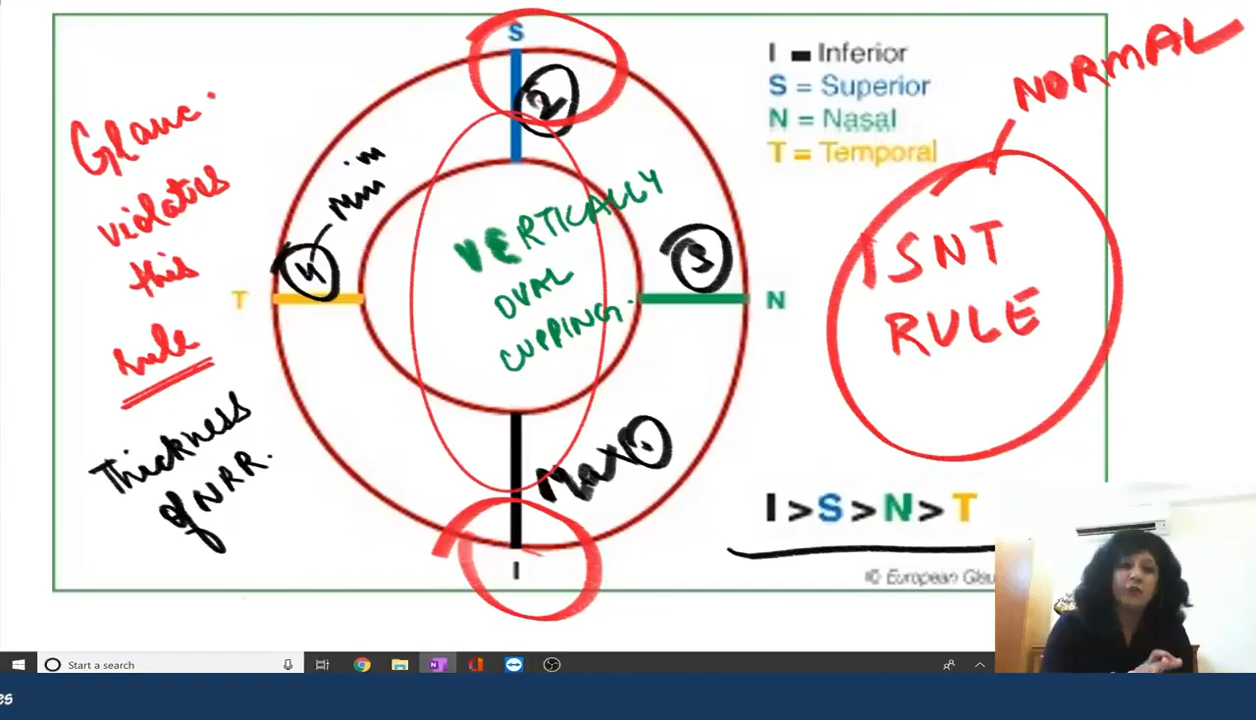 S
I = Inferior
S = Superior
N = Nasal
T = Temporal
NORMAL
Glauc.
violates
this
rule
Thickness
of NRR.
2
Min
4
3
T
N
VERTICALLY
OVAL
CUPPING.
ISNT
RULE
Max
I
I > S > N > T
© European Glau
Start a search
es